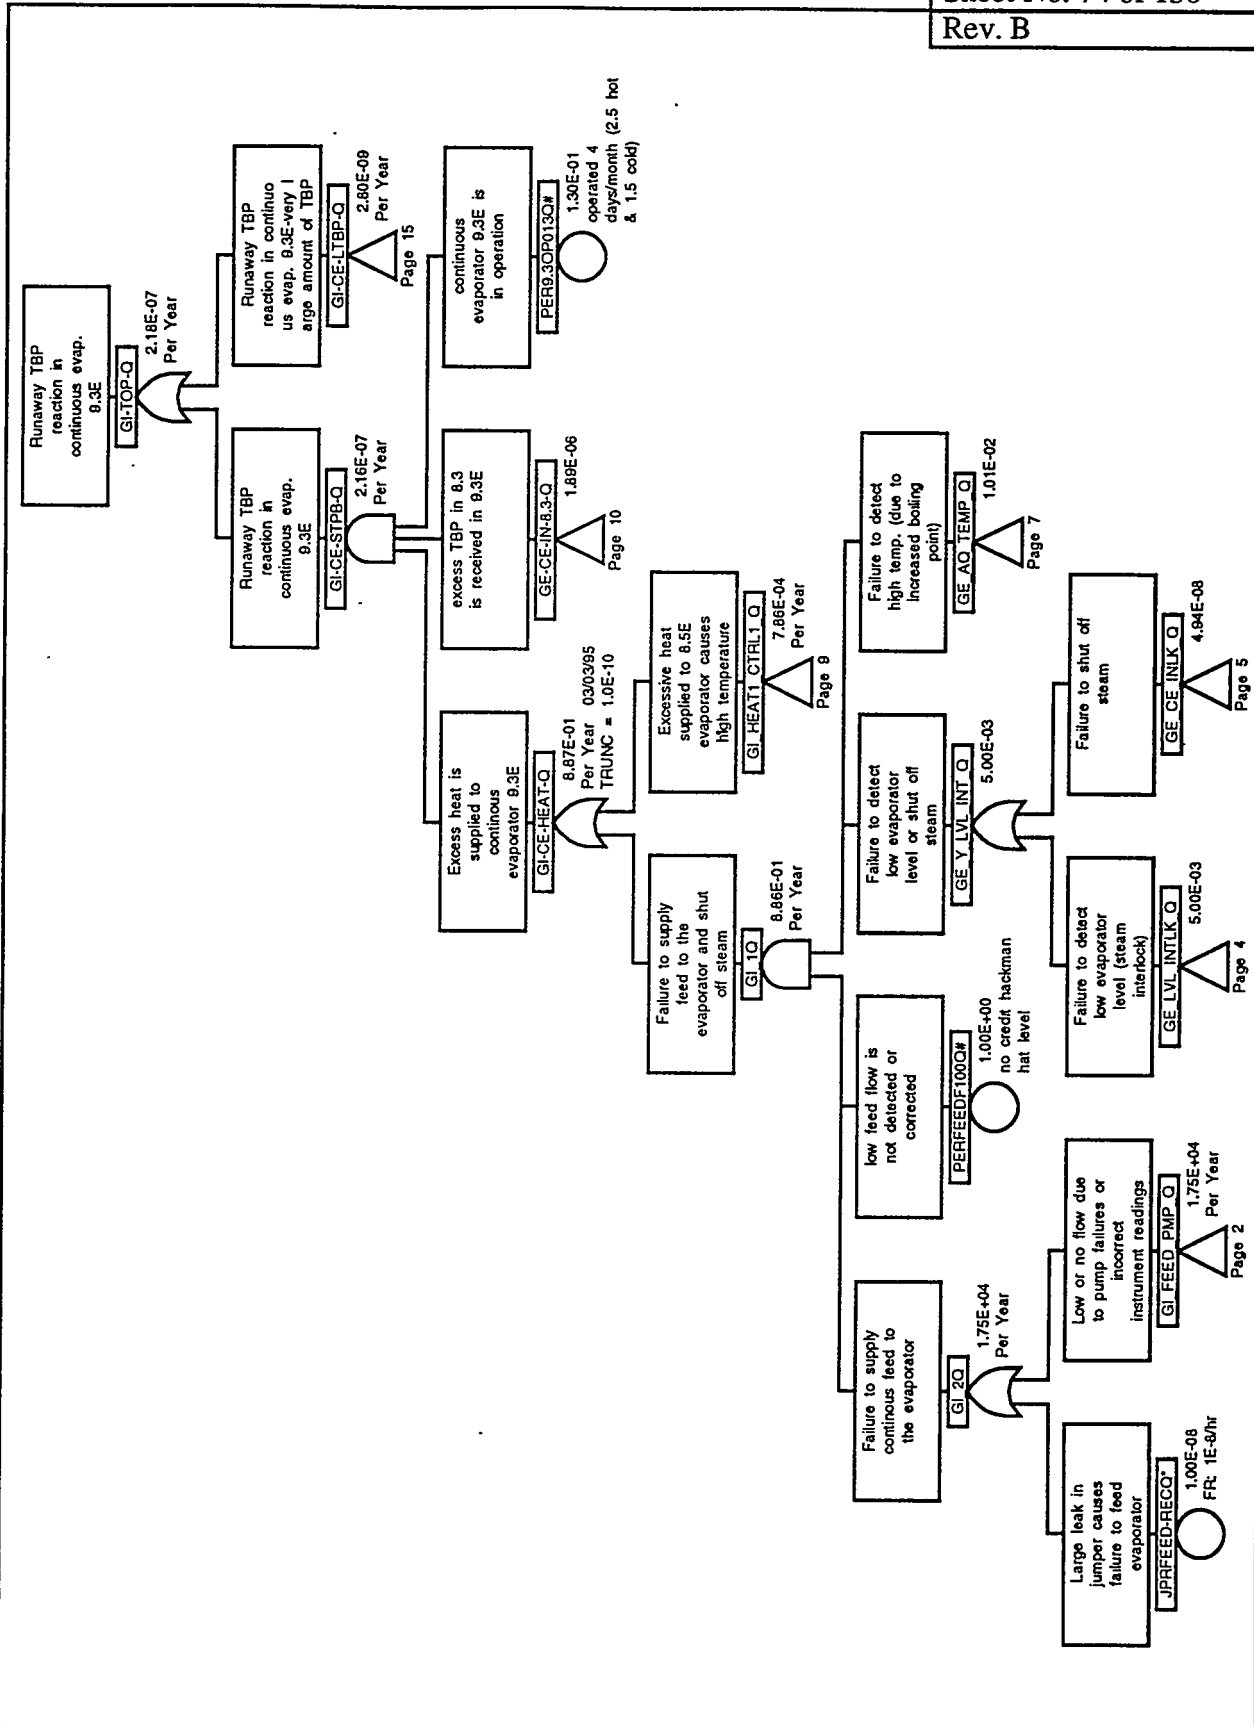 Rev. B
Runaway TBP
reaction in
continuous evap.
9.3E
GI-TOP-Q
2.18E-07
Per Year
Runaway TBP
reaction in
continuous evap.
9.3E
GI-CE-STPB-Q
2.16E-07
Per Year
Runaway TBP
reaction in continuo
us evap. 9.3E-very l
arge amount of TBP
GI-CE-LTBP-Q
2.80E-09
Per Year
Page 15
Excess heat is
supplied to
continous
evaporator 9.3E
GI-CE-HEAT-Q
8.87E-01
Per Year 03/03/95
TRUNC = 1.0E-10
excess TBP in 8.3
is received in 9.3E
GE-CE-IN-8.3-Q
1.89E-06
Page 10
continuous
evaporator 9.3E is
in operation
PER9.3OP013Q#
1.30E-01
operated 4
days/month (2.5 hot
& 1.5 cold)
Failure to supply
feed to the
evaporator and shut
off steam
GI_1Q
8.86E-01
Per Year
Excessive heat
supplied to 8.5E
evaporator causes
high temperature
GI_HEAT1_CTRL1_Q
7.86E-04
Per Year
Page 9
Failure to supply
continous feed to
the evaporator
GI_2Q
1.75E+04
Per Year
low feed flow is
not detected or
corrected
PERFEEDF100Q#
1.00E+00
no credit hackman
hat level
Failure to detect
low evaporator
level or shut off
steam
GE_Y_LVL_INT_Q
5.00E-03
Failure to detect
high temp. (due to
increased boiling
point)
GE_AQ_TEMP_Q
1.01E-02
Page 7
Large leak in
jumper causes
failure to feed
evaporator
JPRFEED-RECQ*
1.00E-08
FR: 1E-8/hr
Low or no flow due
to pump failures or
incorrect
instrument readings
GI_FEED_PMP_Q
1.75E+04
Per Year
Page 2
Failure to detect
low evaporator
level (steam
interlock)
GE_LVL_INTLK_Q
5.00E-03
Page 4
Failure to shut off
steam
GE_CE_INLK_Q
4.94E-08
Page 5